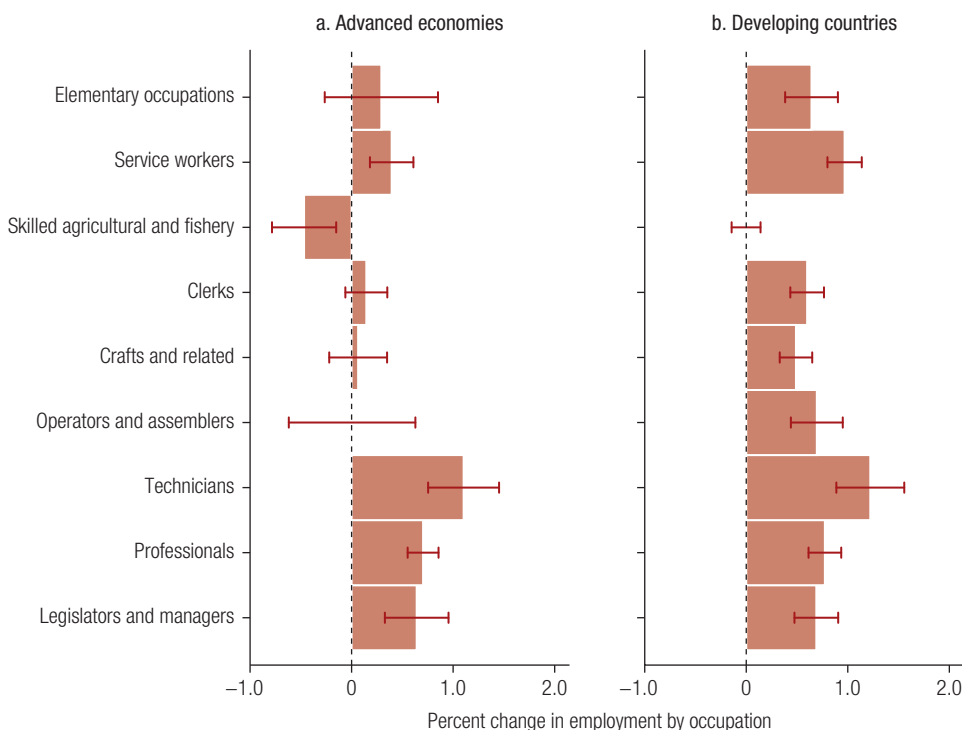 a. Advanced economies
b. Developing countries
Elementary occupations
Service workers
Skilled agricultural and fishery
Clerks
Crafts and related
Operators and assemblers
Technicians
Professionals
Legislators and managers
–1.0 0 1.0 2.0
–1.0 0 1.0 2.0
Percent change in employment by occupation